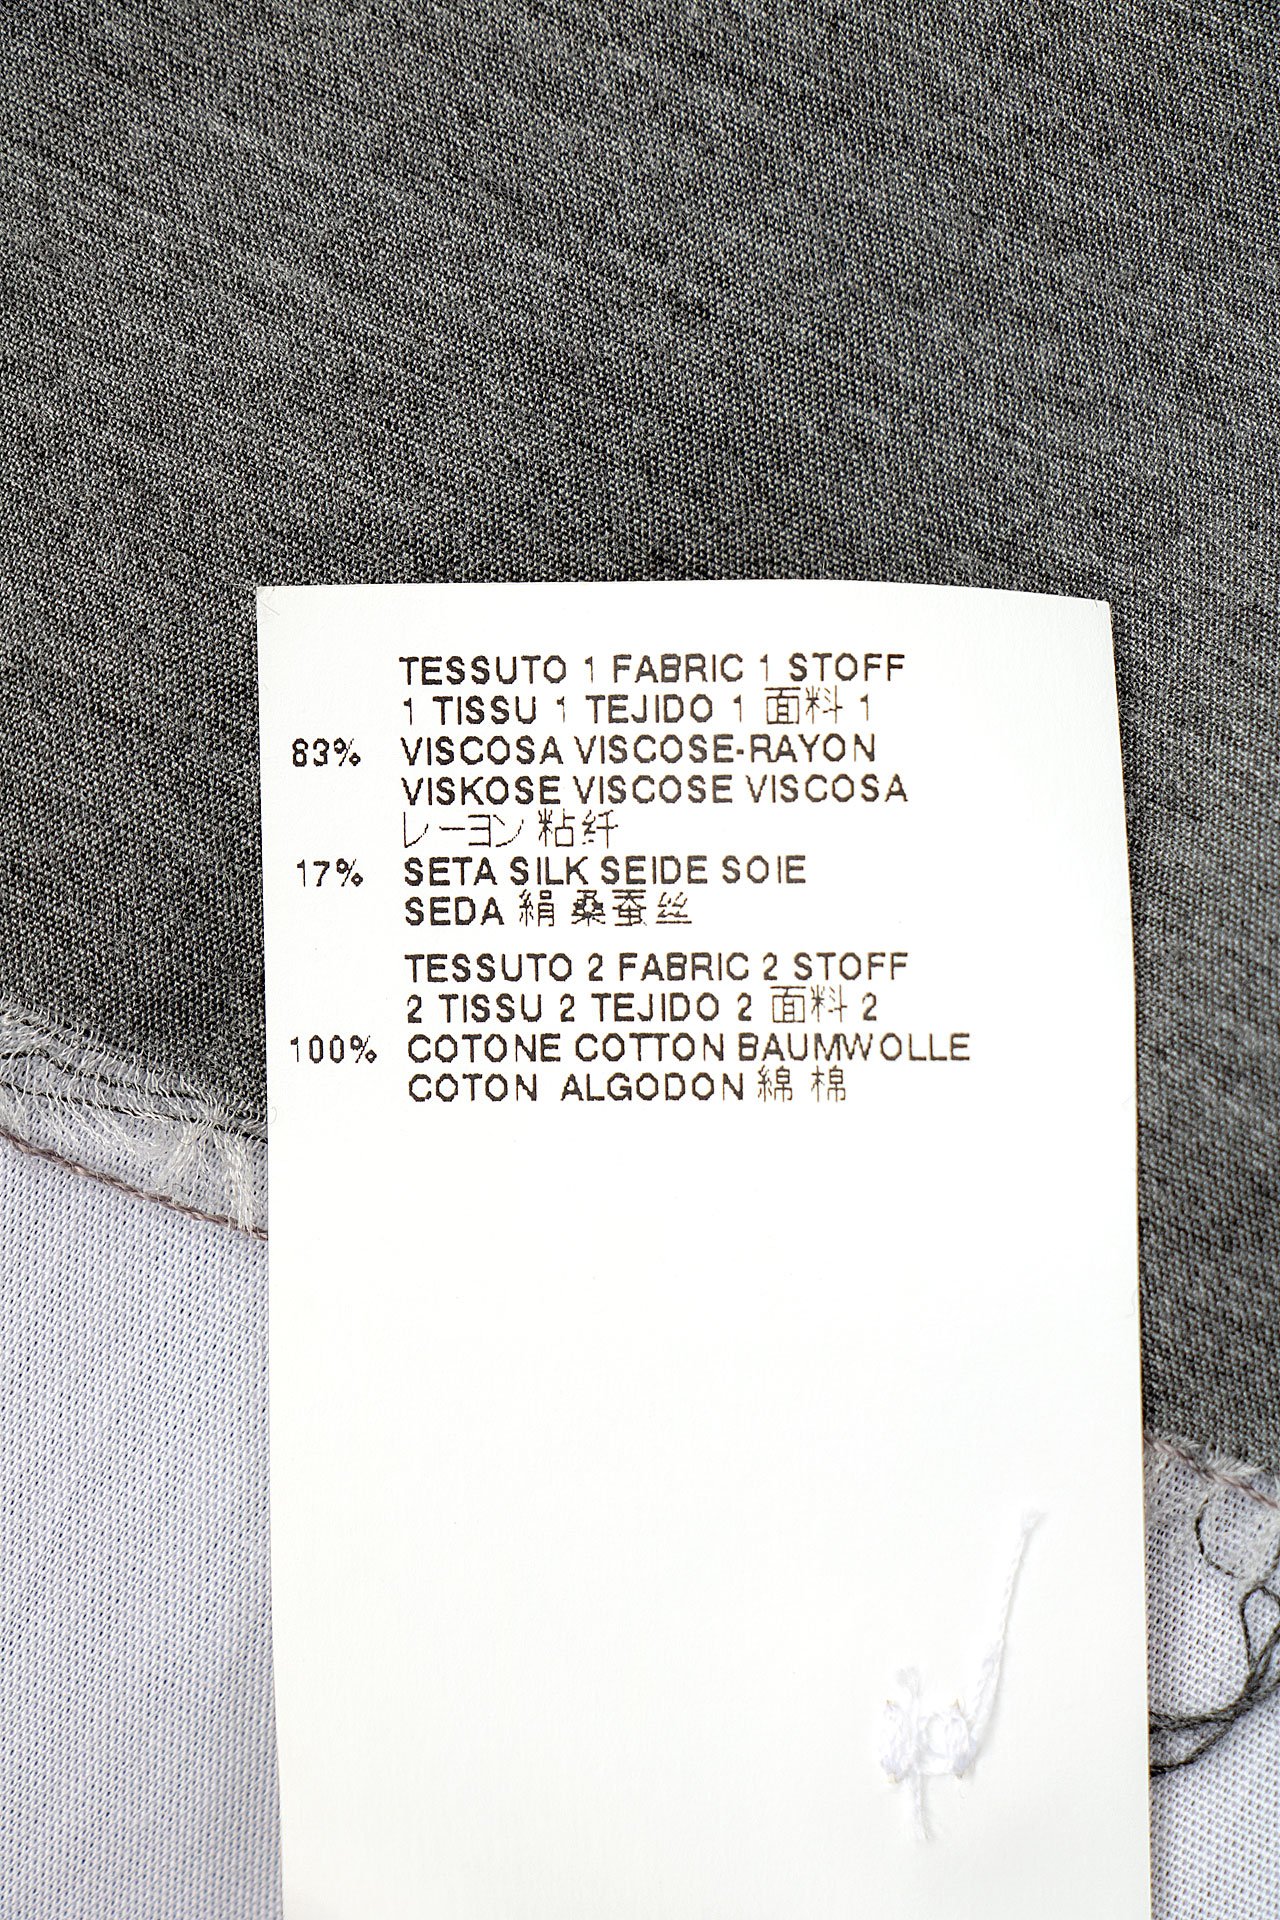 TESSUTO 1 FABRIC 1 STOFF
1 TISSU 1 TEJIDO 1 面料 1
83% VISCOSA VISCOSE-RAYON
VISKOSE VISCOSE VISCOSA
レーヨン 粘纤
17% SETA SILK SEIDE SOIE
SEDA 絹 桑蚕丝
TESSUTO 2 FABRIC 2 STOFF
2 TISSU 2 TEJIDO 2 面料 2
100% COTONE COTTON BAUMWOLLE
COTON ALGODON 綿 棉